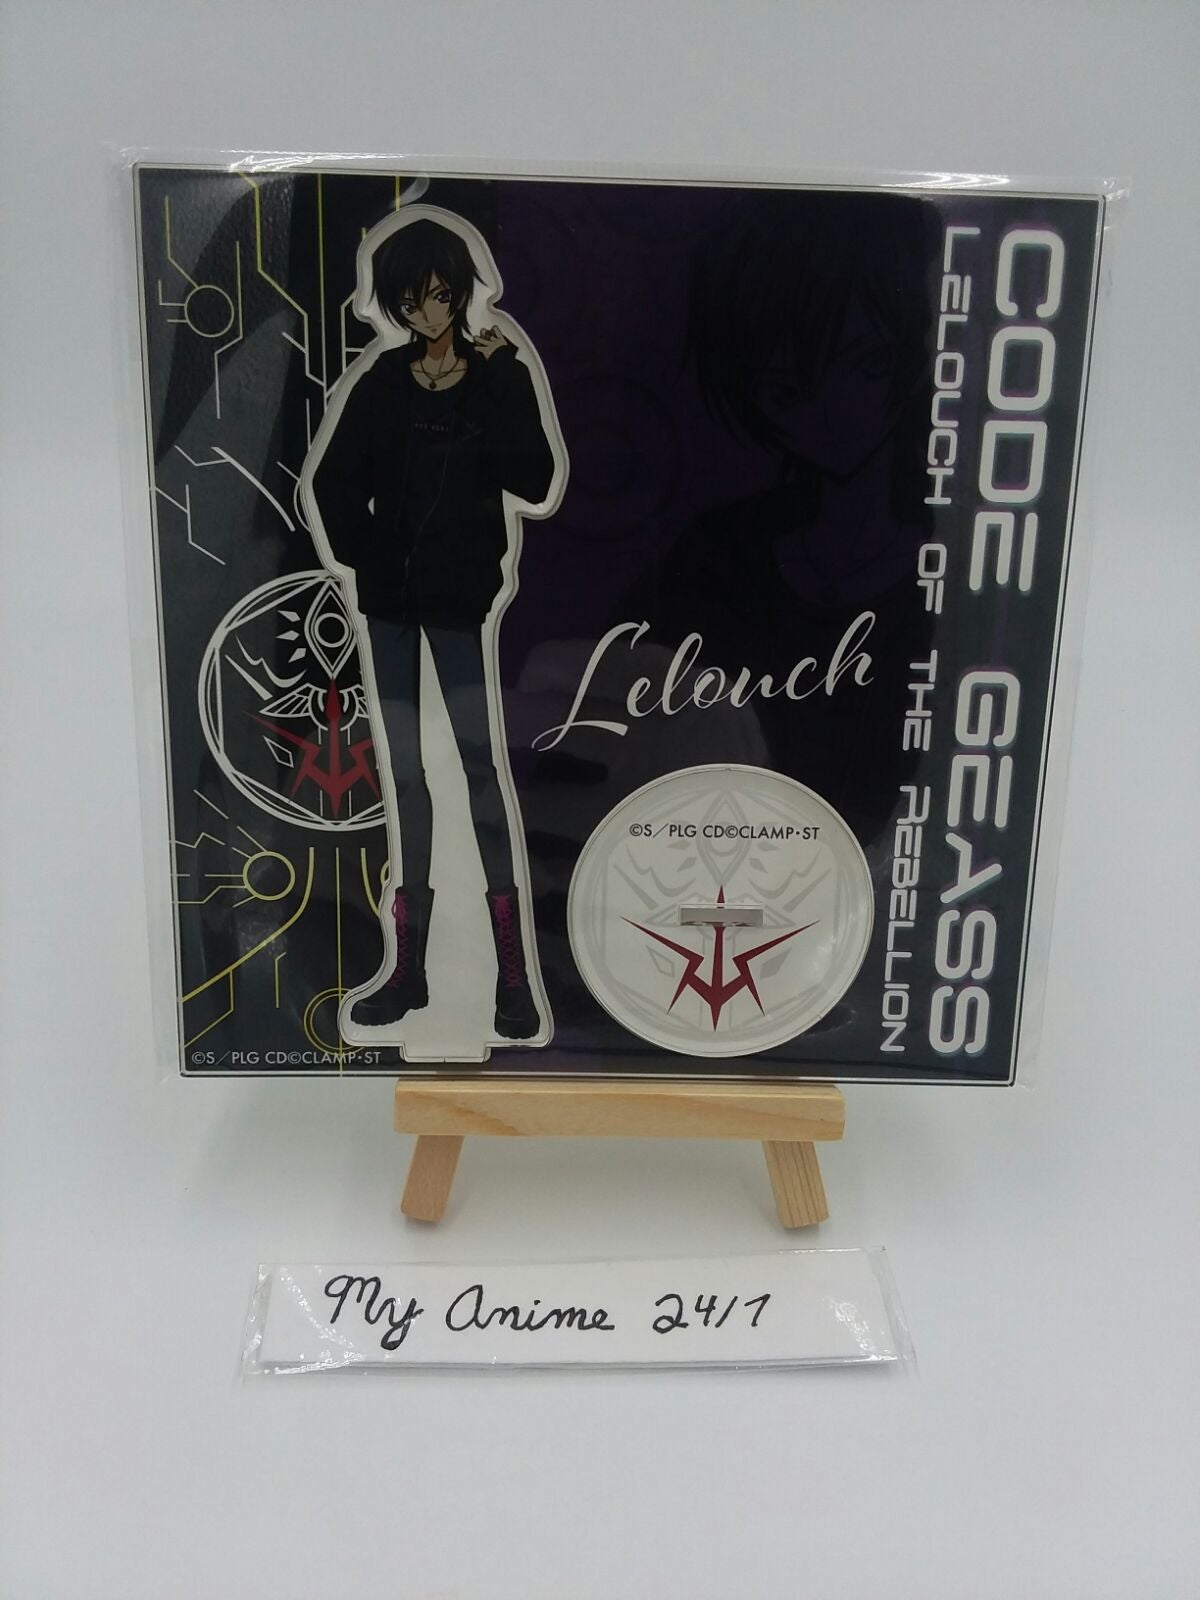 CODE GEASS
LELOUCH OF THE REBELLION
Lelouch
©S／PLG CD©CLAMP・ST
©S／PLG CD©CLAMP・ST
My Anime 24/7